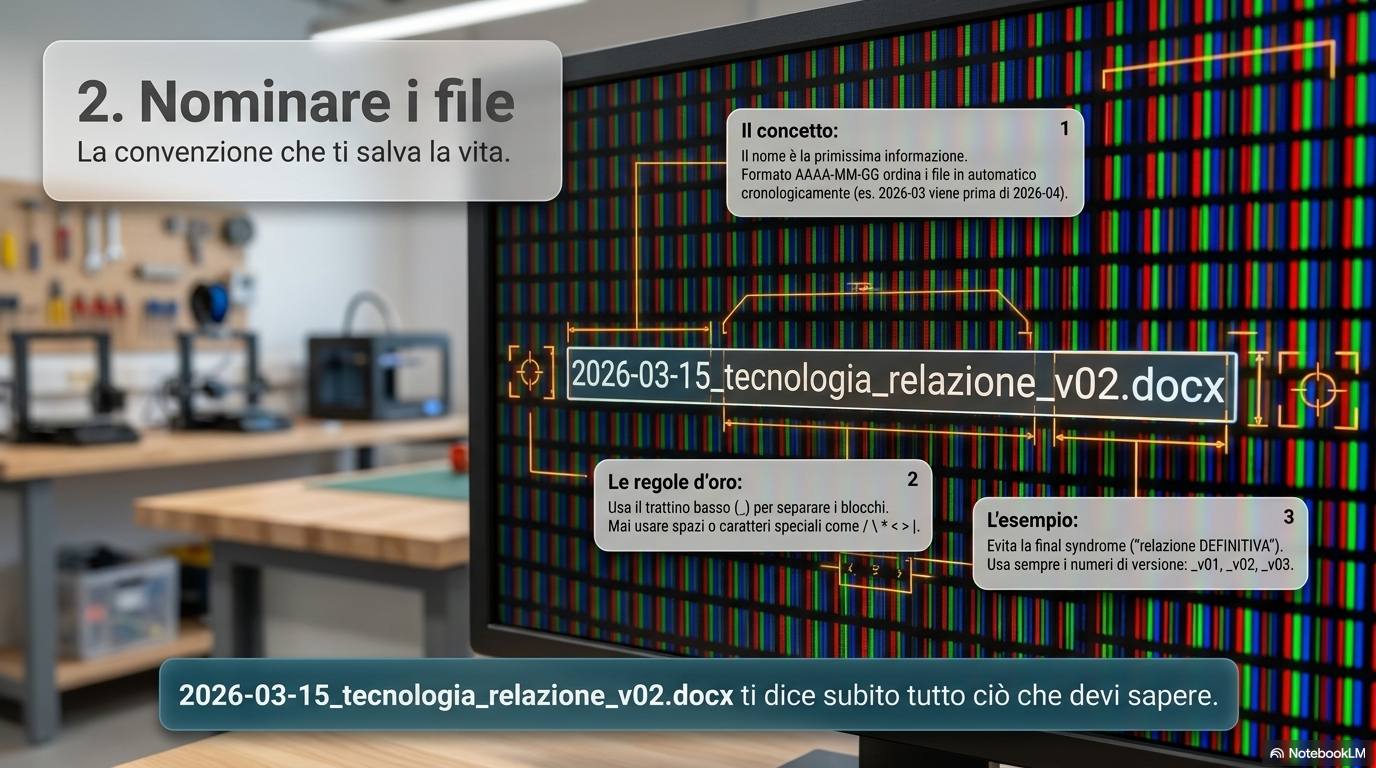 2. Nominare i file
La convenzione che ti salva la vita.
Il concetto: 1
Il nome è la primissima informazione.
Formato AAAA-MM-GG ordina i file in automatico
cronologicamente (es. 2026-03 viene prima di 2026-04).
2026-03-15_tecnologia_relazione_v02.docx
Le regole d'oro: 2
Usa il trattino basso (_) per separare i blocchi.
Mai usare spazi o caratteri speciali come / \ * < > |.
L'esempio: 3
Evita la final syndrome ("relazione DEFINITIVA").
Usa sempre i numeri di versione: _v01, _v02, _v03.
2026-03-15_tecnologia_relazione_v02.docx ti dice subito tutto ciò che devi sapere.
NotebookLM